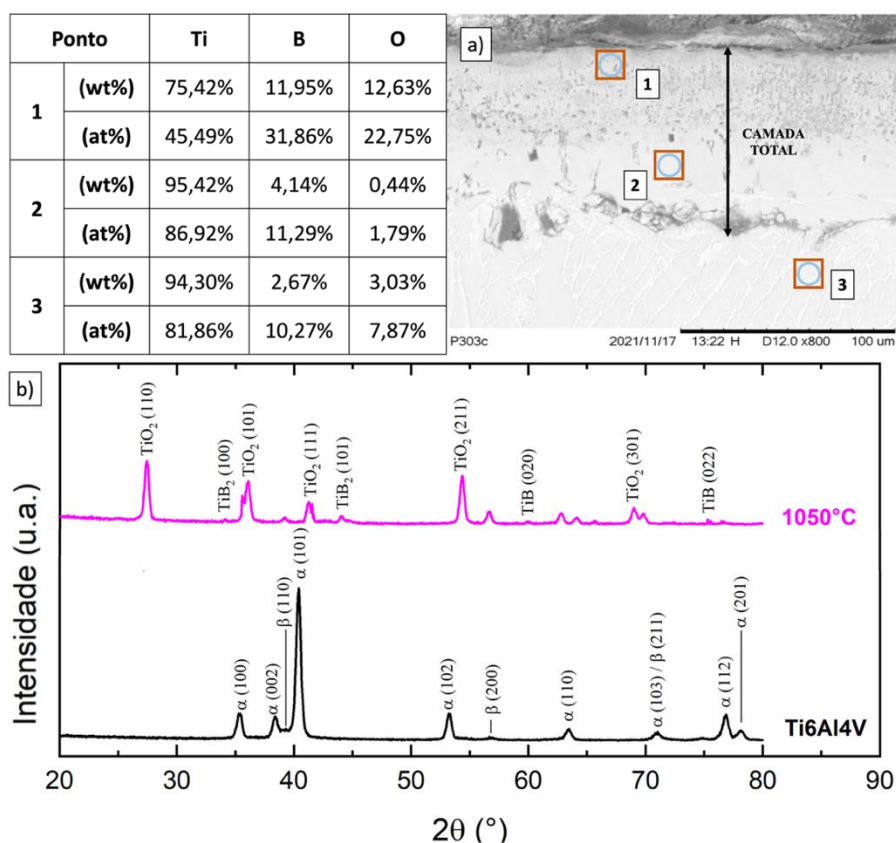 Ponto Ti B O
1 (wt%) 75,42% 11,95% 12,63%
(at%) 45,49% 31,86% 22,75%
2 (wt%) 95,42% 4,14% 0,44%
(at%) 86,92% 11,29% 1,79%
3 (wt%) 94,30% 2,67% 3,03%
(at%) 81,86% 10,27% 7,87%
a)
1
CAMADA
TOTAL
2
3
P303c 2021/11/17 13:22 H D12.0 x800 100 um
b)
TiO₂ (110)
TiB₂ (100)
TiO₂ (101)
TiO₂ (111)
TiB₂ (101)
TiO₂ (211)
TiB (020)
TiO₂ (301)
TiB (022)
1050°C
α (100)
α (002)
β (110)
α (101)
α (102)
β (200)
α (110)
α (103) / β (211)
α (112)
α (201)
Ti6Al4V
Intensidade (u.a.)
20 30 40 50 60 70 80 90
2θ (°)